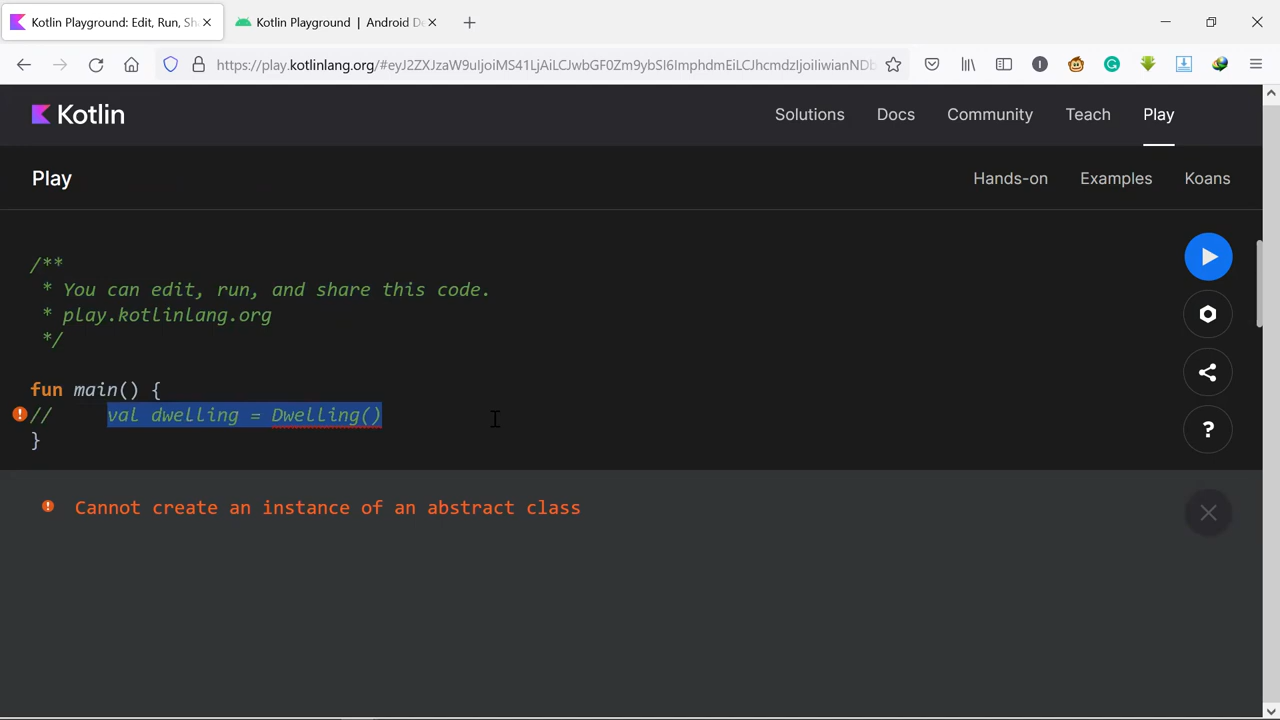 Kotlin Playground: Edit, Run, Sh
Kotlin Playground | Android De
https://play.kotlinlang.org/#eyJ2ZXJzaW9uIjoiMS41LjAiLCJwbGF0Zm9ybSI6ImphdmEiLCJhcmdzIjoiIiwianNDb
Kotlin
Solutions
Docs
Community
Teach
Play
Play
Hands-on
Examples
Koans
/**
* You can edit, run, and share this code.
* play.kotlinlang.org
*/
fun main() {
// val dwelling = Dwelling()
}
Cannot create an instance of an abstract class